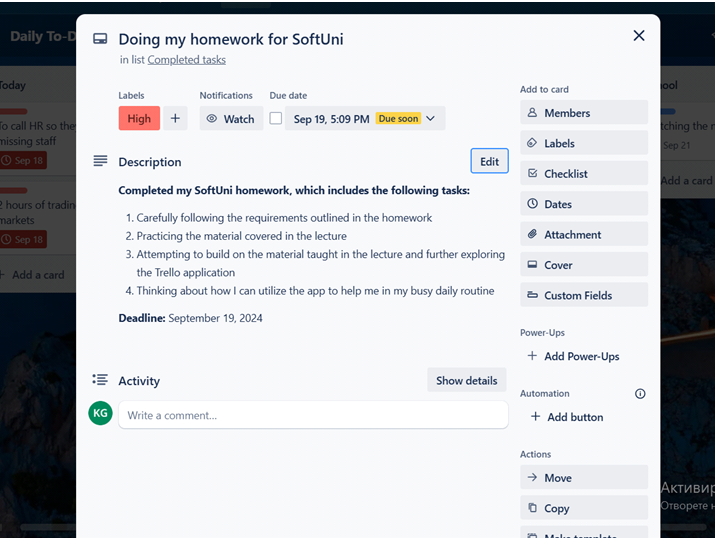 Daily To-D
Today
To call HR so they
missing staff
Sep 18
2 hours of tradin
markets
Sep 18
+ Add a card
Doing my homework for SoftUni
in list Completed tasks
Labels
Notifications
Due date
High
+
Watch
Sep 19, 5:09 PM Due soon
Description
Edit
Completed my SoftUni homework, which includes the following tasks:
1. Carefully following the requirements outlined in the homework
2. Practicing the material covered in the lecture
3. Attempting to build on the material taught in the lecture and further exploring
the Trello application
4. Thinking about how I can utilize the app to help me in my busy daily routine
Deadline: September 19, 2024
Activity
Show details
KG
Write a comment...
Add to card
Members
Labels
Checklist
Dates
Attachment
Cover
Custom Fields
Power-Ups
+ Add Power-Ups
Automation
+ Add button
Actions
Move
Copy
Make template
ool
tching the r
Sep 21
Add a card
Активир
Отворете н